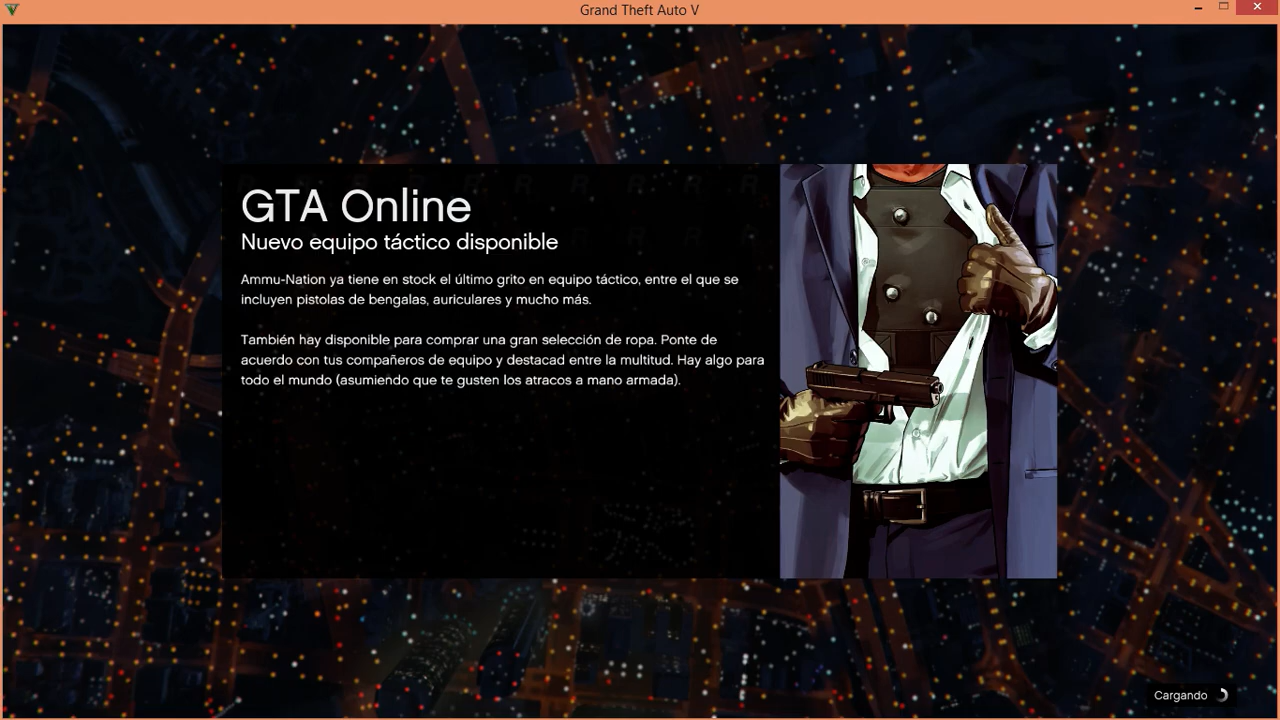 Grand Theft Auto V
GTA Online
Nuevo equipo táctico disponible
Ammu-Nation ya tiene en stock el último grito en equipo táctico, entre el que se
incluyen pistolas de bengalas, auriculares y mucho más.
También hay disponible para comprar una gran selección de ropa. Ponte de
acuerdo con tus compañeros de equipo y destacad entre la multitud. Hay algo para
todo el mundo (asumiendo que te gusten los atracos a mano armada).
Cargando